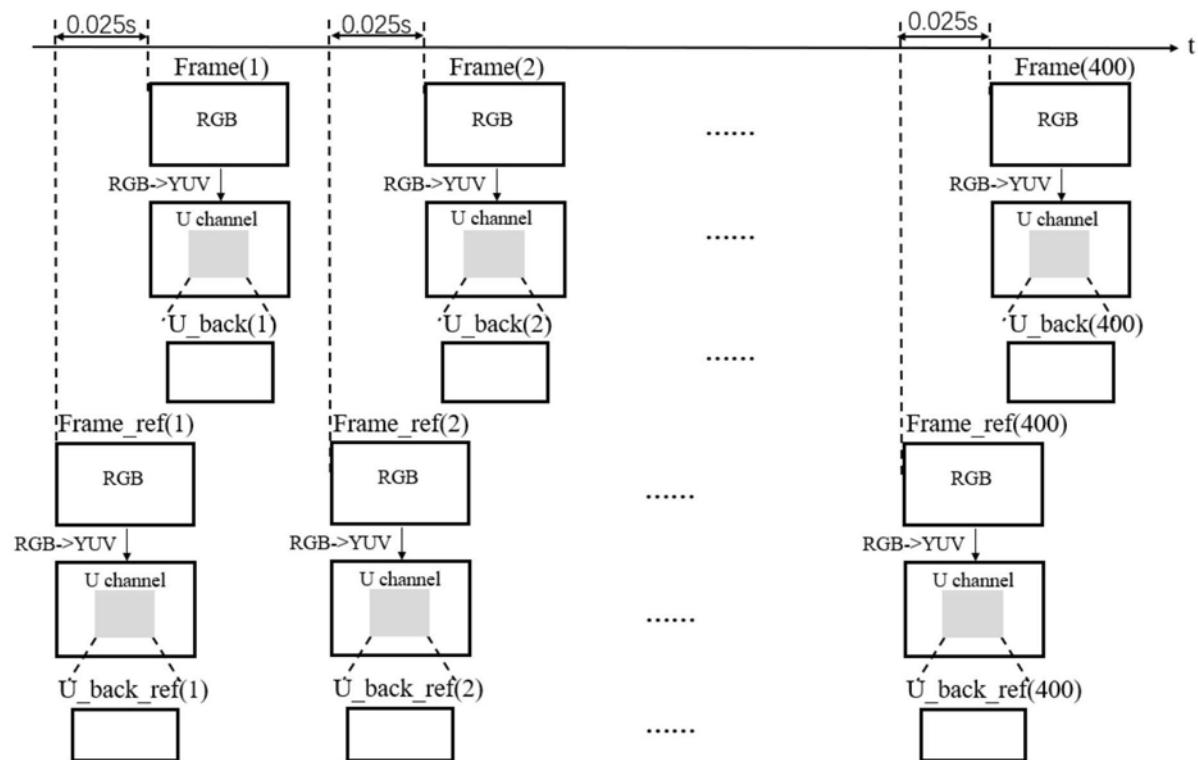 0.025s 0.025s 0.025s
t
Frame(1) Frame(2) Frame(400)
RGB RGB ...... RGB
RGB->YUV RGB->YUV RGB->YUV
U channel U channel ...... U channel
U_back(1) U_back(2) U_back(400)
......
Frame_ref(1) Frame_ref(2) Frame_ref(400)
RGB RGB ...... RGB
RGB->YUV RGB->YUV RGB->YUV
U channel U channel ...... U channel
U_back_ref(1) U_back_ref(2) U_back_ref(400)
......